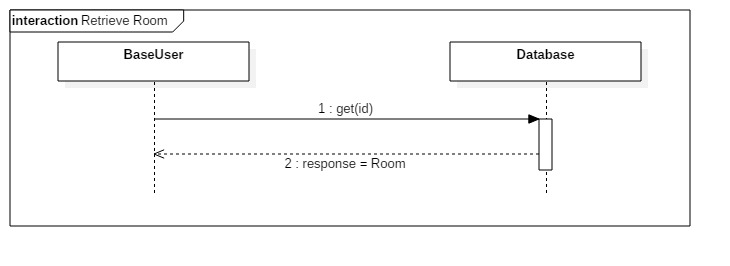 interaction Retrieve Room
BaseUser
Database
1 : get(id)
2 : response = Room